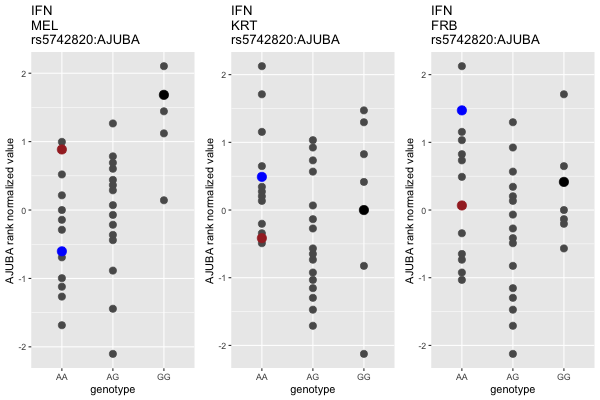 IFN
MEL
rs5742820:AJUBA
AJUBA rank normalized value
2
1
0
-1
-2
AA
AG
GG
genotype
IFN
KRT
rs5742820:AJUBA
AJUBA rank normalized value
2
1
0
-1
-2
AA
AG
GG
genotype
IFN
FRB
rs5742820:AJUBA
AJUBA rank normalized value
2
1
0
-1
-2
AA
AG
GG
genotype